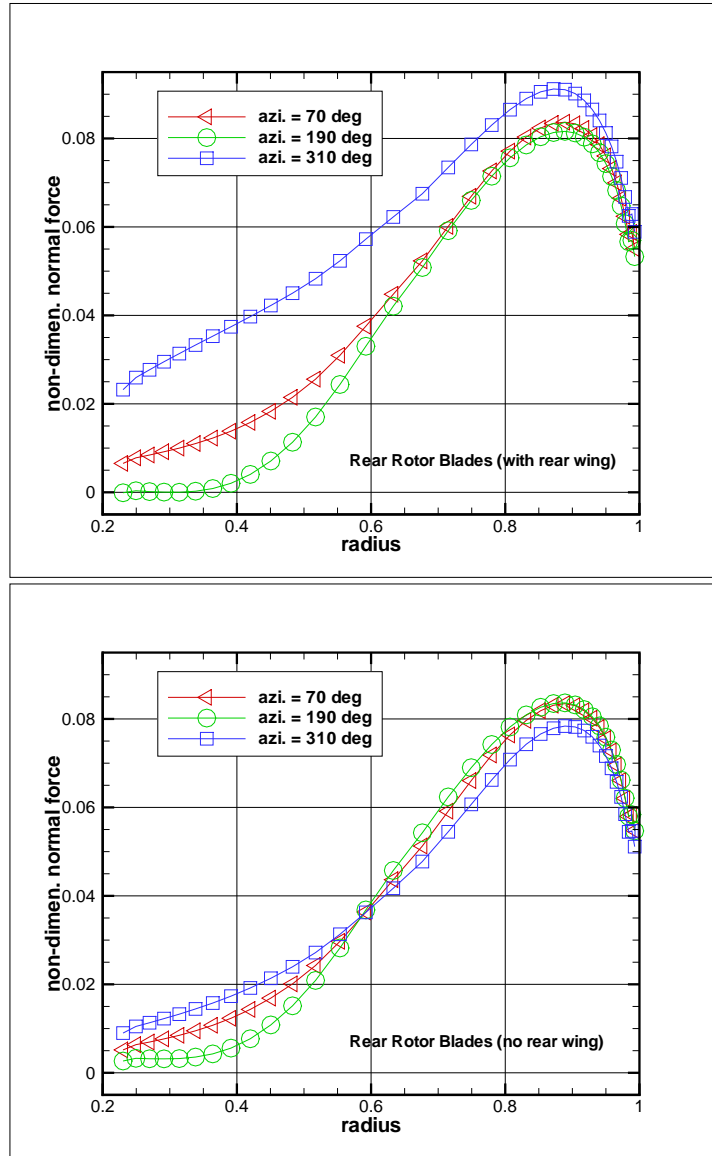 azi. = 70 deg
azi. = 190 deg
azi. = 310 deg
0.08
0.06
0.04
0.02
0
non-dimen. normal force
Rear Rotor Blades (with rear wing)
0.2 0.4 0.6 0.8 1
radius
azi. = 70 deg
azi. = 190 deg
azi. = 310 deg
0.08
0.06
0.04
0.02
0
non-dimen. normal force
Rear Rotor Blades (no rear wing)
0.2 0.4 0.6 0.8 1
radius